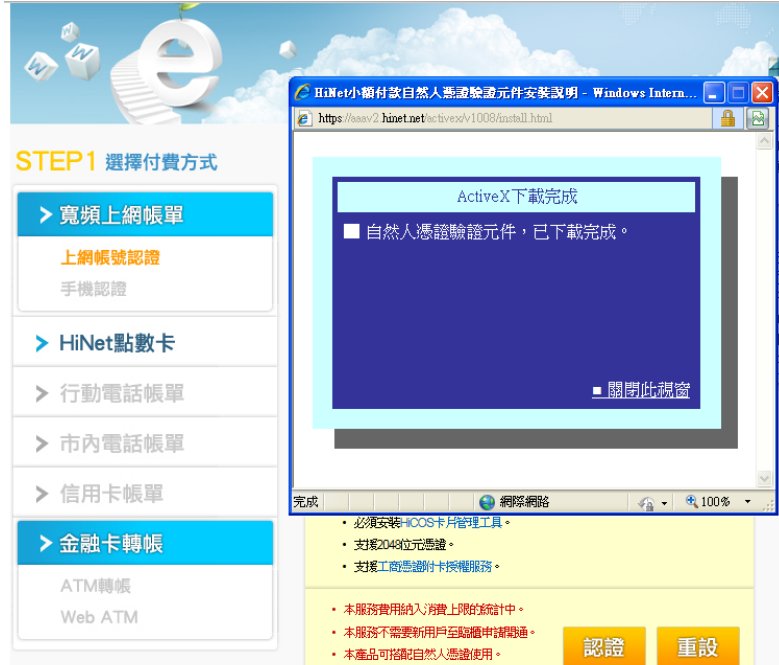 W
W
e
STEP1 選擇付費方式
寬頻上網帳單
上網帳號認證
手機認證
HiNet點數卡
行動電話帳單
市內電話帳單
信用卡帳單
金融卡轉帳
ATM轉帳
Web ATM
HiNet小額付款自然人憑證驗證元件安裝說明 - Windows Intern...
https://aaav2.hinet.net/activex/v1008/install.html
ActiveX下載完成
自然人憑證驗證元件，已下載完成。
關閉此視窗
完成
網際網路
100%
必須安裝HiCOS卡片管理工具。
支援2048位元憑證。
支援工商憑證附卡授權服務。
本服務費用納入消費上限的統計中。
本服務不需要新用戶至臨櫃申請開通。
本產品可搭配自然人憑證使用。
認證
重設